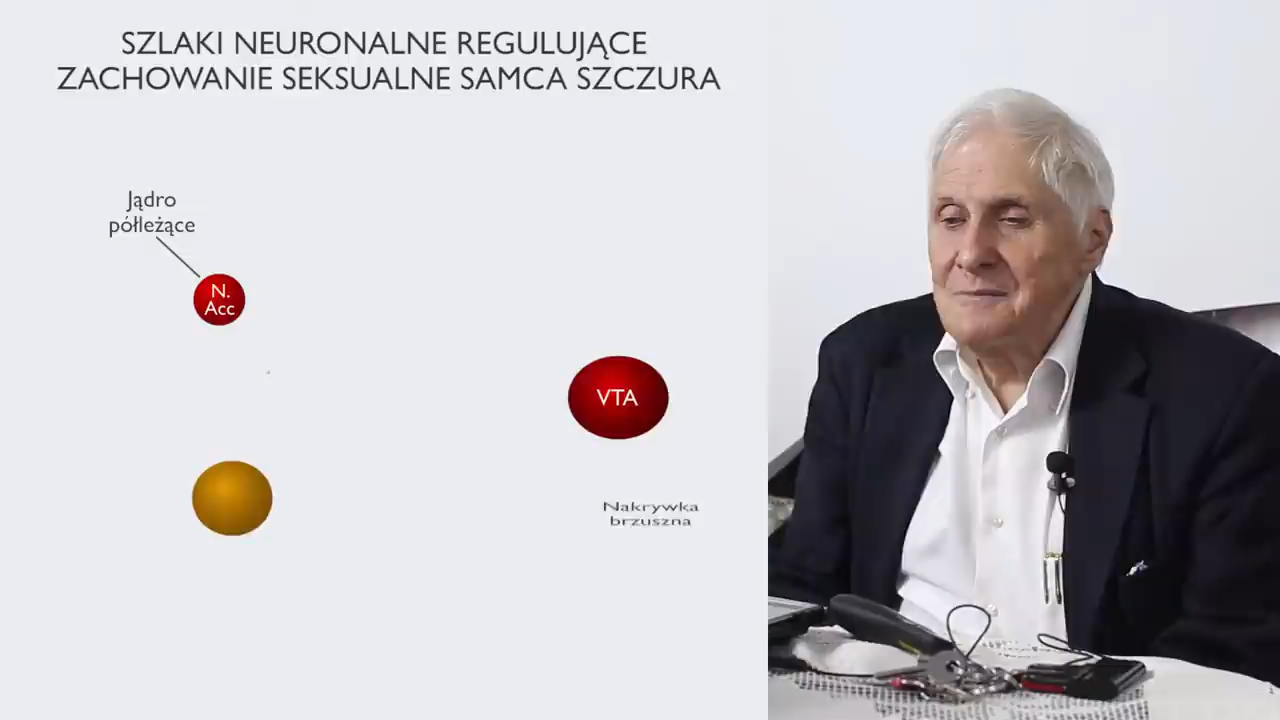 SZLAKI NEURONALNE REGULUJĄCE
ZACHOWANIE SEKSUALNE SAMCA SZCZURA
Jądro
półleżące
N.
Acc
VTA
Nakrywka
brzuszna